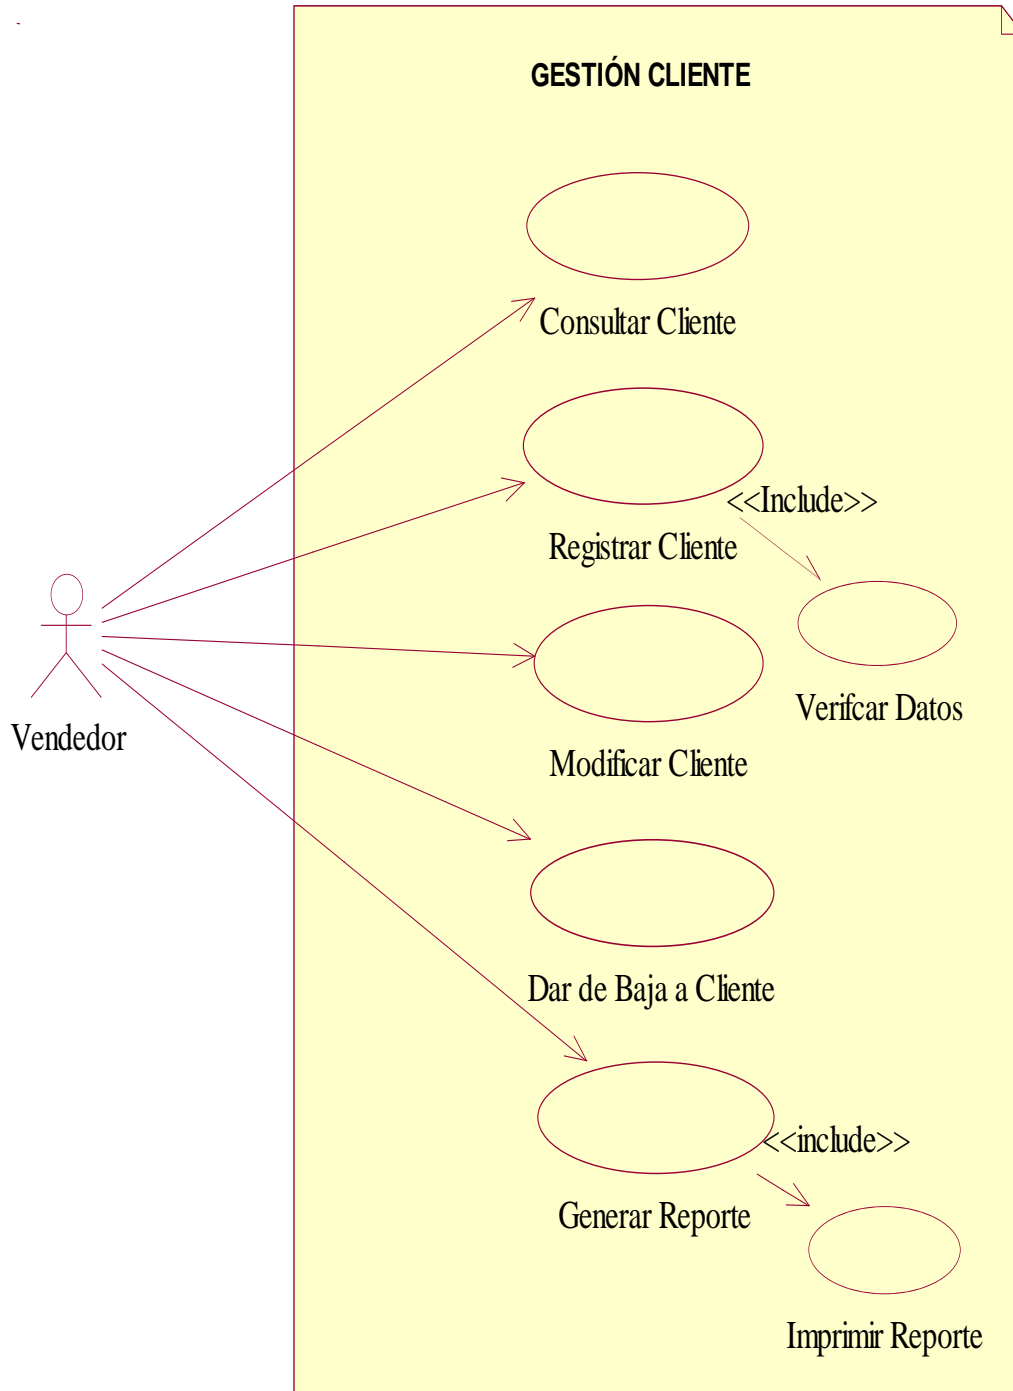 GESTIÓN CLIENTE
Consultar Cliente
<<Include>>
Registrar Cliente
Verifcar Datos
Vendedor
Modificar Cliente
Dar de Baja a Cliente
<<include>>
Generar Reporte
Imprimir Reporte